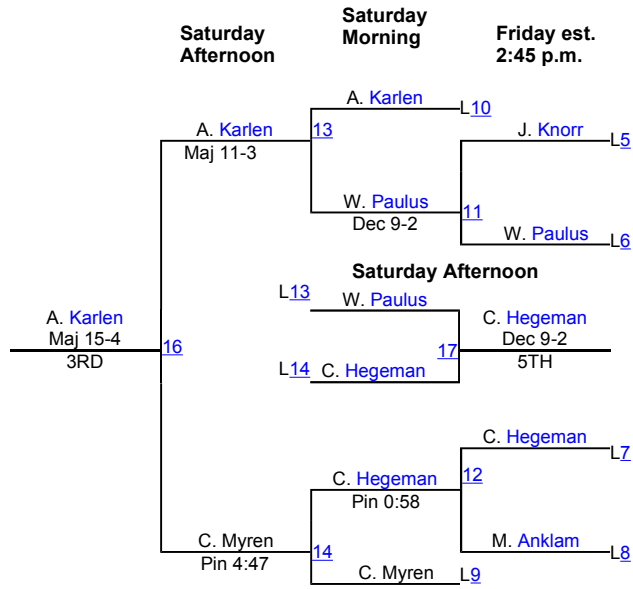 Saturday Afternoon
Saturday Morning
Friday est. 2:45 p.m.
A. Karlen
L10
A. Karlen
13
J. Knorr
L5
Maj 11-3
W. Paulus
11
Dec 9-2
W. Paulus
L6
Saturday Afternoon
L13
W. Paulus
A. Karlen
C. Hegeman
Maj 15-4
Dec 9-2
16
17
3RD
5TH
L14
C. Hegeman
C. Hegeman
L7
C. Hegeman
12
Pin 0:58
C. Myren
14
M. Anklam
L8
Pin 4:47
C. Myren
L9